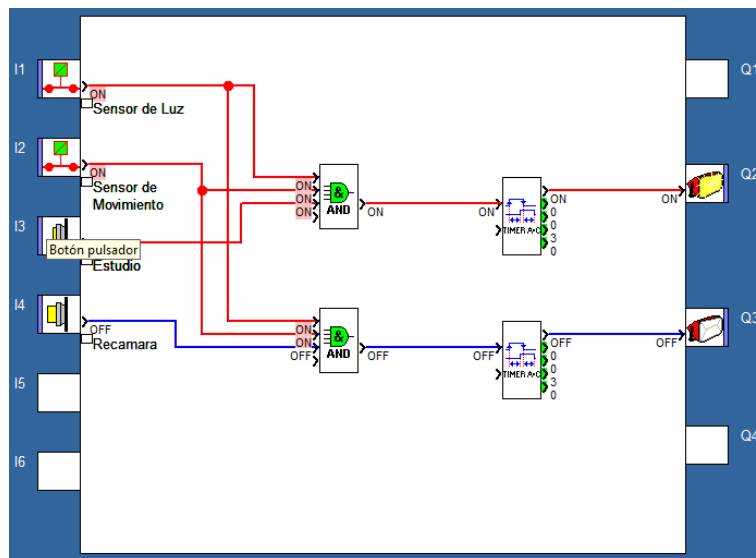 I1
ON
Sensor de Luz
Q1
I2
ON
Sensor de
Movimiento
ON
ON
ON
&
AND
ON
ON
TIMER A•C
ON
0
0
3
0
ON
Q2
I3
Botón pulsador
Estudio
I4
OFF
Recamara
ON
ON
OFF
&
AND
OFF
OFF
TIMER A•C
OFF
0
0
3
0
OFF
Q3
I5
I6
Q4